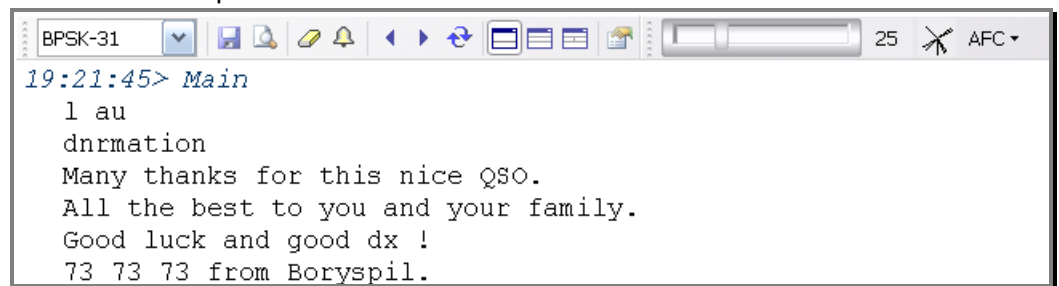 BPSK-31 25 AFC
19:21:45> Main
l au
dnrmation
Many thanks for this nice QSO.
All the best to you and your family.
Good luck and good dx !
73 73 73 from Boryspil.